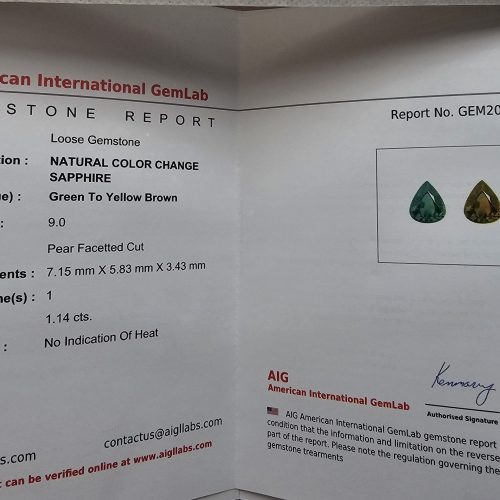 can International GemLab
STONE REPORT
Loose Gemstone
tion : NATURAL COLOR CHANGE
SAPPHIRE
e) : Green To Yellow Brown
: 9.0
Pear Facetted Cut
ents : 7.15 mm X 5.83 mm X 3.43 mm
ne(s) : 1
1.14 cts.
: No Indication Of Heat
contactus@aigllabs.com
s.com
t can be verified online at www.aigllabs.com
Report No. GEM20
AIG
American International GemLab
Authorised Signature
AIG American International GemLab gemstone report
condition that the information and limitation on the reverse
part of the report. Please note the regulation governing the
gemstone trearments